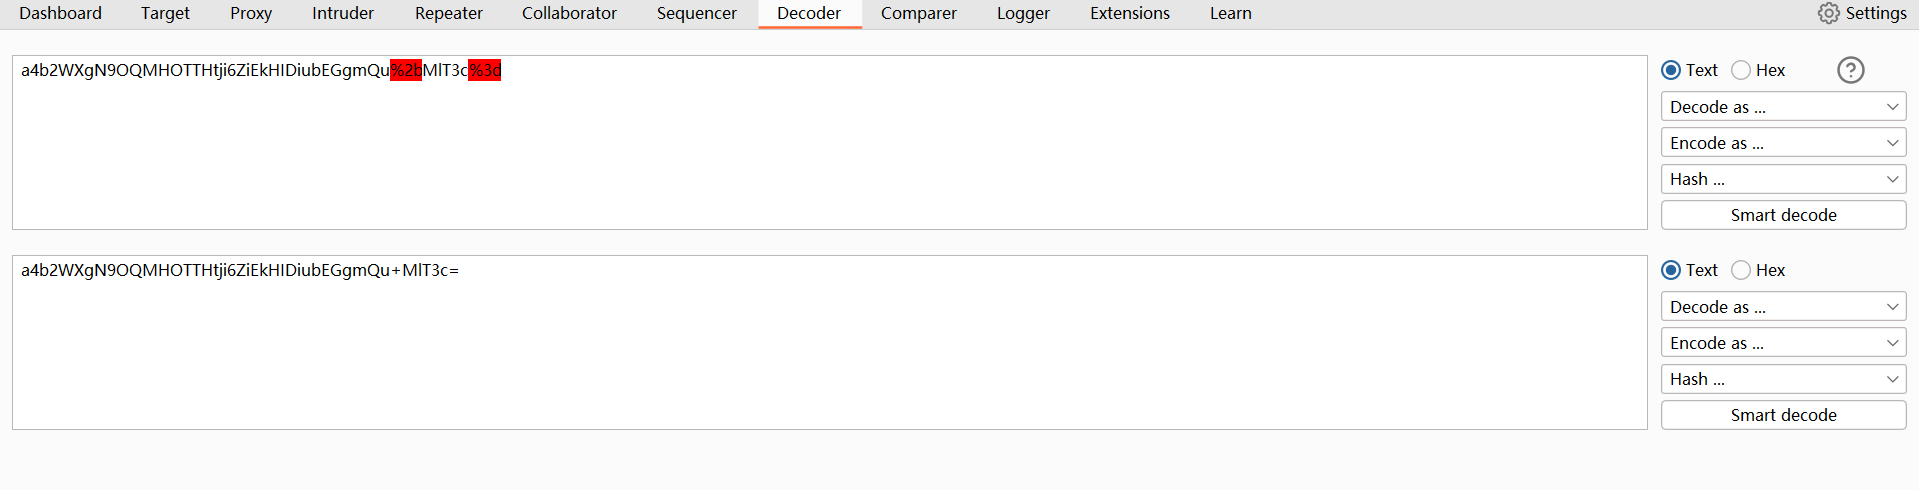 Dashboard Target Proxy Intruder Repeater Collaborator Sequencer Decoder Comparer Logger Extensions Learn Settings
a4b2WXgN9OQMHOTTHtji6ZiEkHIDiubEGgmQu%2bMlT3c%3d
Text Hex ?
Decode as ...
Encode as ...
Hash ...
Smart decode
a4b2WXgN9OQMHOTTHtji6ZiEkHIDiubEGgmQu+MlT3c=
Text Hex
Decode as ...
Encode as ...
Hash ...
Smart decode